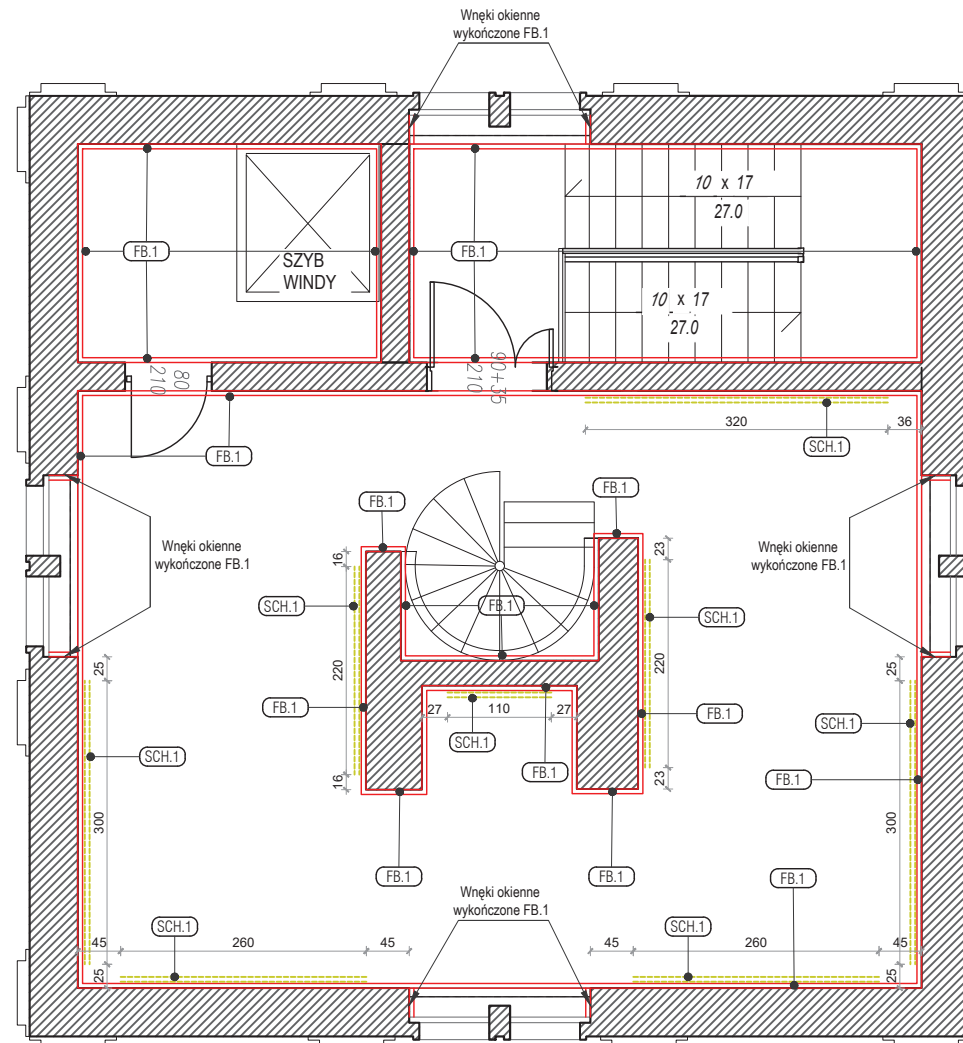 Wnęki okienne
wykończone FB.1
10 x 17
27.0
FB.1
FB.1
SZYB
WINDY
10 x 17
27.0
80
210
90+35
210
320
36
SCH.1
FB.1
FB.1
FB.1
Wnęki okienne
wykończone FB.1
Wnęki okienne
wykończone FB.1
16
23
SCH.1
FB.1
SCH.1
220
220
25
25
FB.1
27
110
27
FB.1
SCH.1
SCH.1
SCH.1
FB.1
FB.1
16
23
300
300
FB.1
FB.1
FB.1
Wnęki okienne
wykończone FB.1
SCH.1
SCH.1
45
260
45
45
260
45
25
25